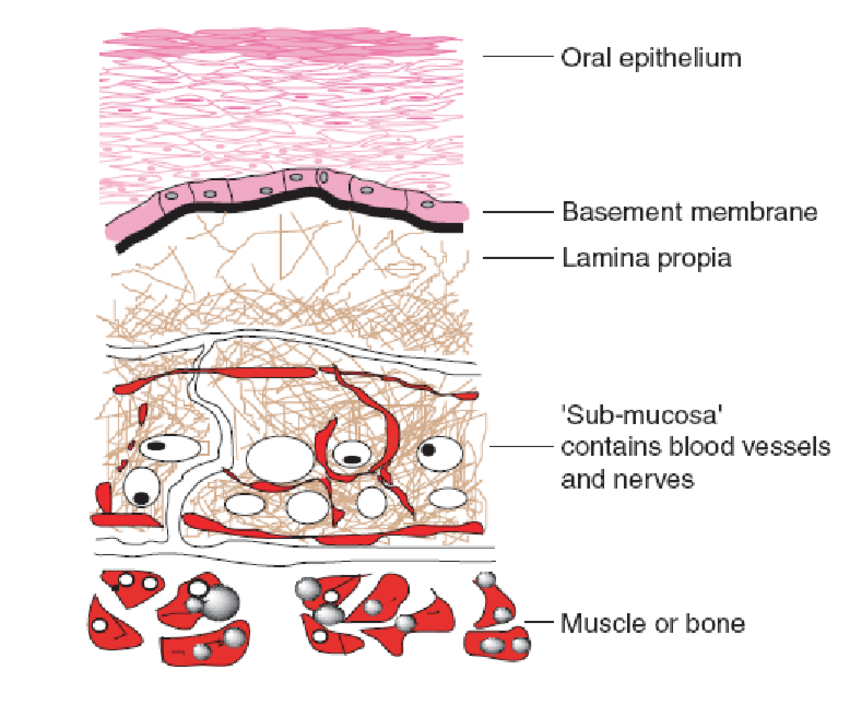 Oral epithelium
Basement membrane
Lamina propia
'Sub-mucosa'
contains blood vessels
and nerves
Muscle or bone